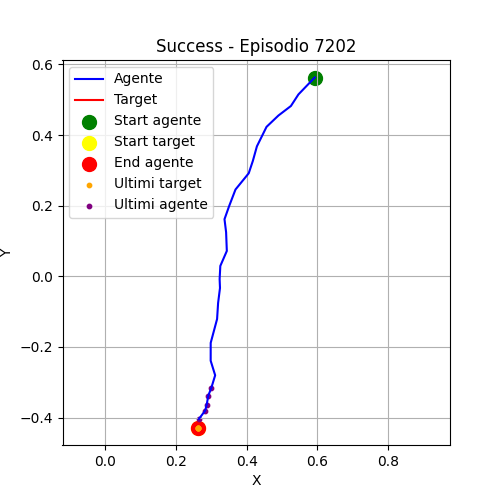 Success - Episodio 7202
0.6
0.4
0.2
0.0
−0.2
−0.4
Y
Agente
Target
Start agente
Start target
End agente
Ultimi target
Ultimi agente
0.0 0.2 0.4 0.6 0.8
X